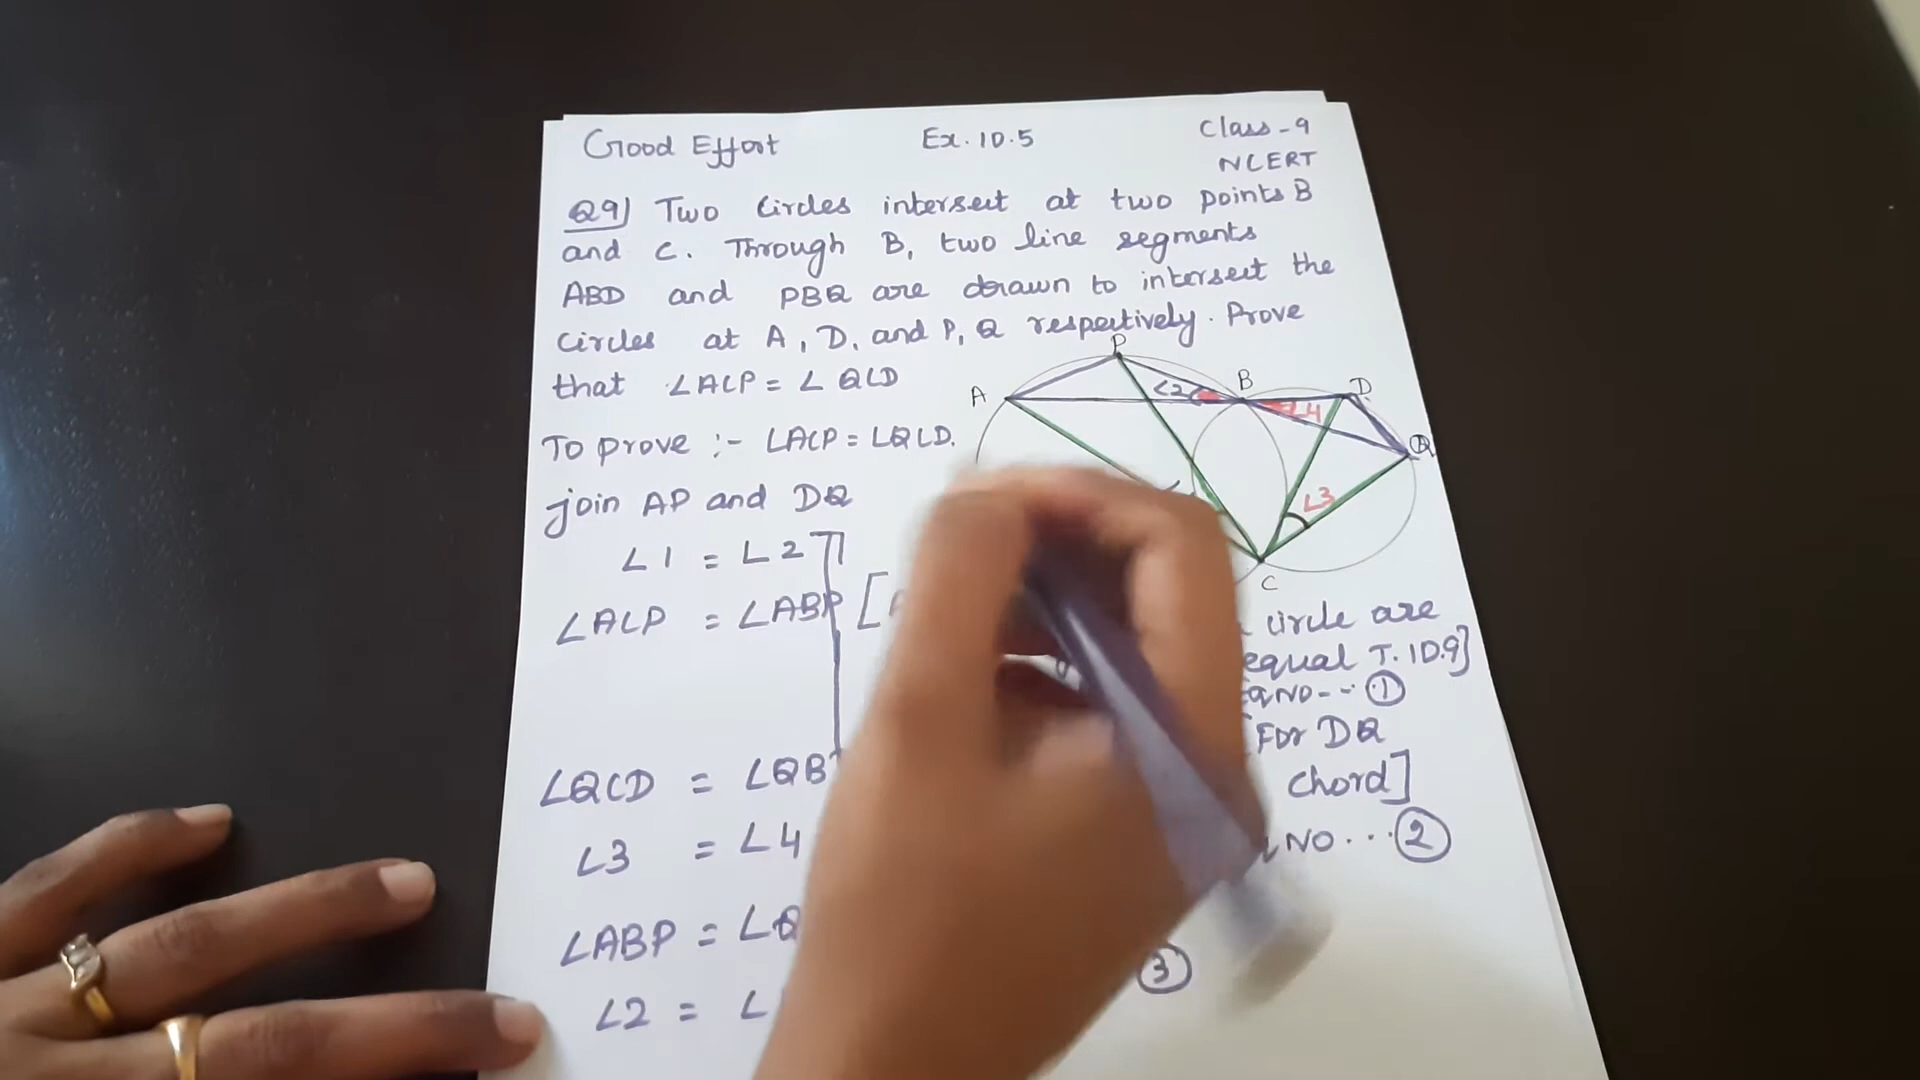 Good Effort Ex. 10.5 Class-9
NCERT
Q9) Two circles intersect at two points B
and C. Through B, two line segments
ABD and PBQ are drawn to intersect the
circles at A, D, and P, Q respectively. Prove
that ∠ACP = ∠QCD
To prove :- ∠ACP = ∠QCD.
join AP and DQ
P
A
B
D
Q
C
∠2
∠4
∠3
∠1 = ∠2
∠ACP = ∠ABP [
circle are
equal T. 10.9]
NO--- ①
For DQ
chord]
∠QCD = ∠QB
∠3 = ∠4
NO... ②
∠ABP = ∠Q
③
∠2 = ∠